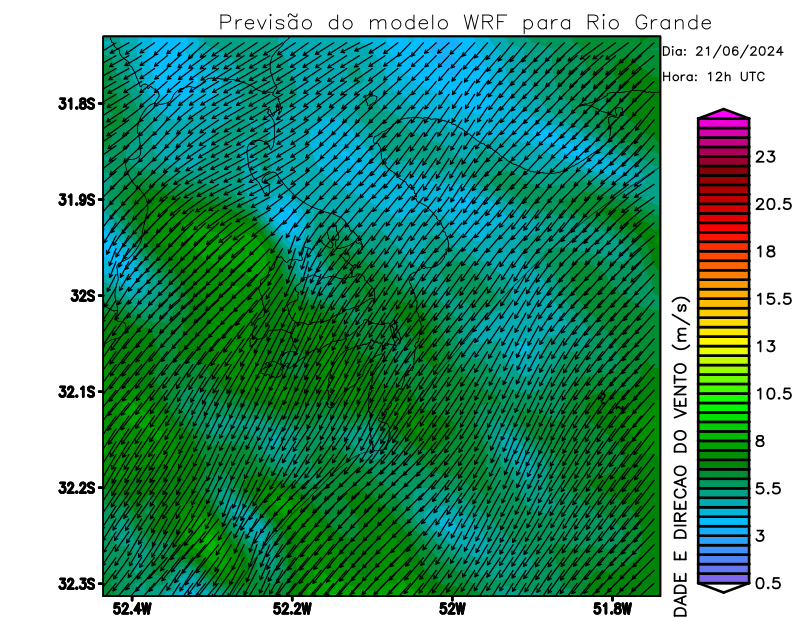 Previsão do modelo WRF para Rio Grande
Dia: 21/06/2024
Hora: 12h UTC
31.8S
31.9S
32S
32.1S
32.2S
32.3S
52.4W
52.2W
52W
51.8W
23
20.5
18
15.5
13
10.5
8
5.5
3
0.5
DADE E DIRECAO DO VENTO (m/s)